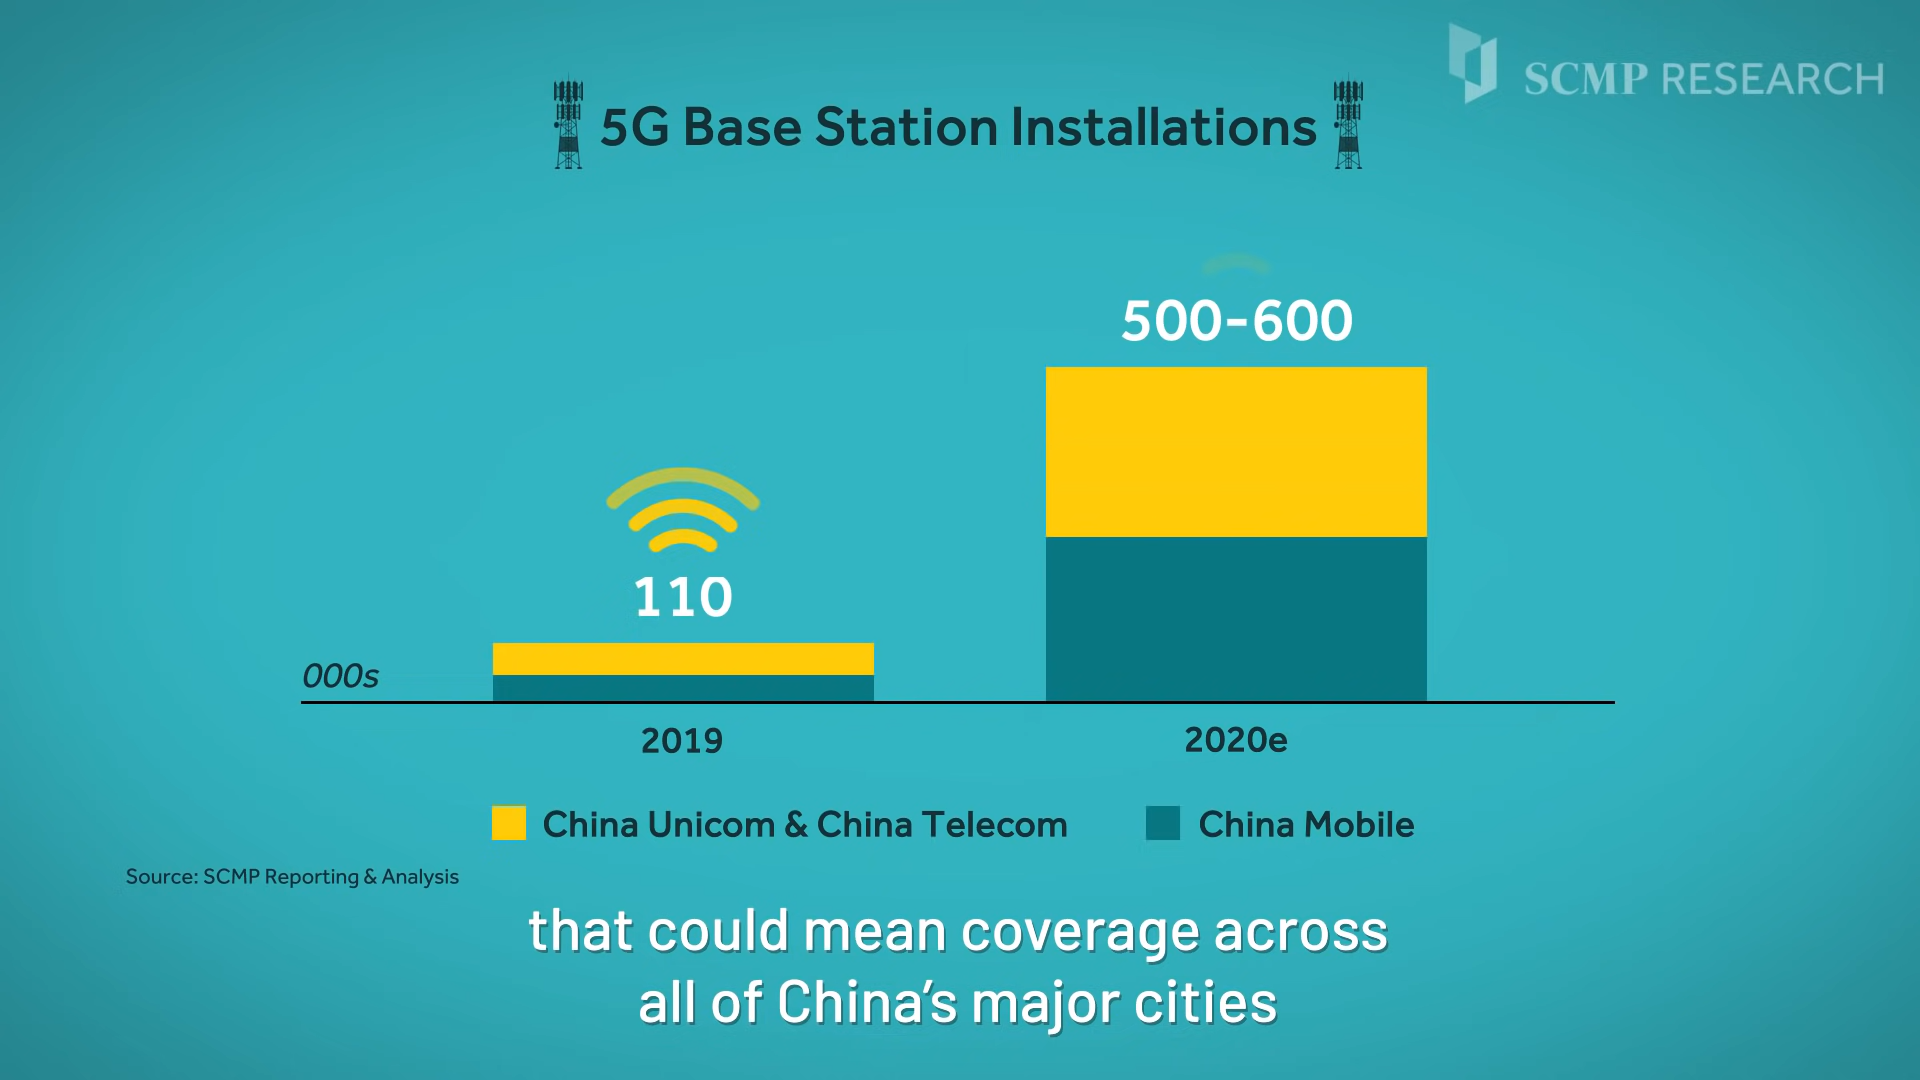 SCMP RESEARCH
5G Base Station Installations
500-600
110
000s
2019
2020e
China Unicom & China Telecom
China Mobile
Source: SCMP Reporting & Analysis
that could mean coverage across
all of China's major cities